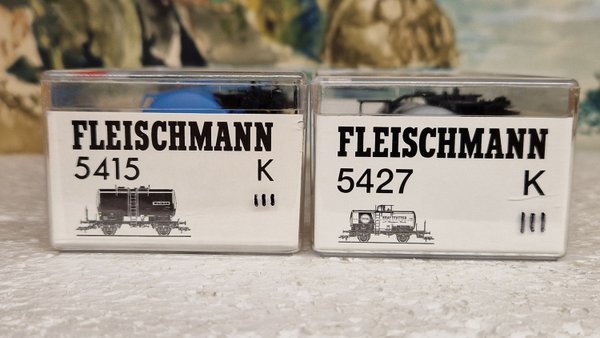 FLEISCHMANN
5415 K
III
FLEISCHMANN
5427 K
III